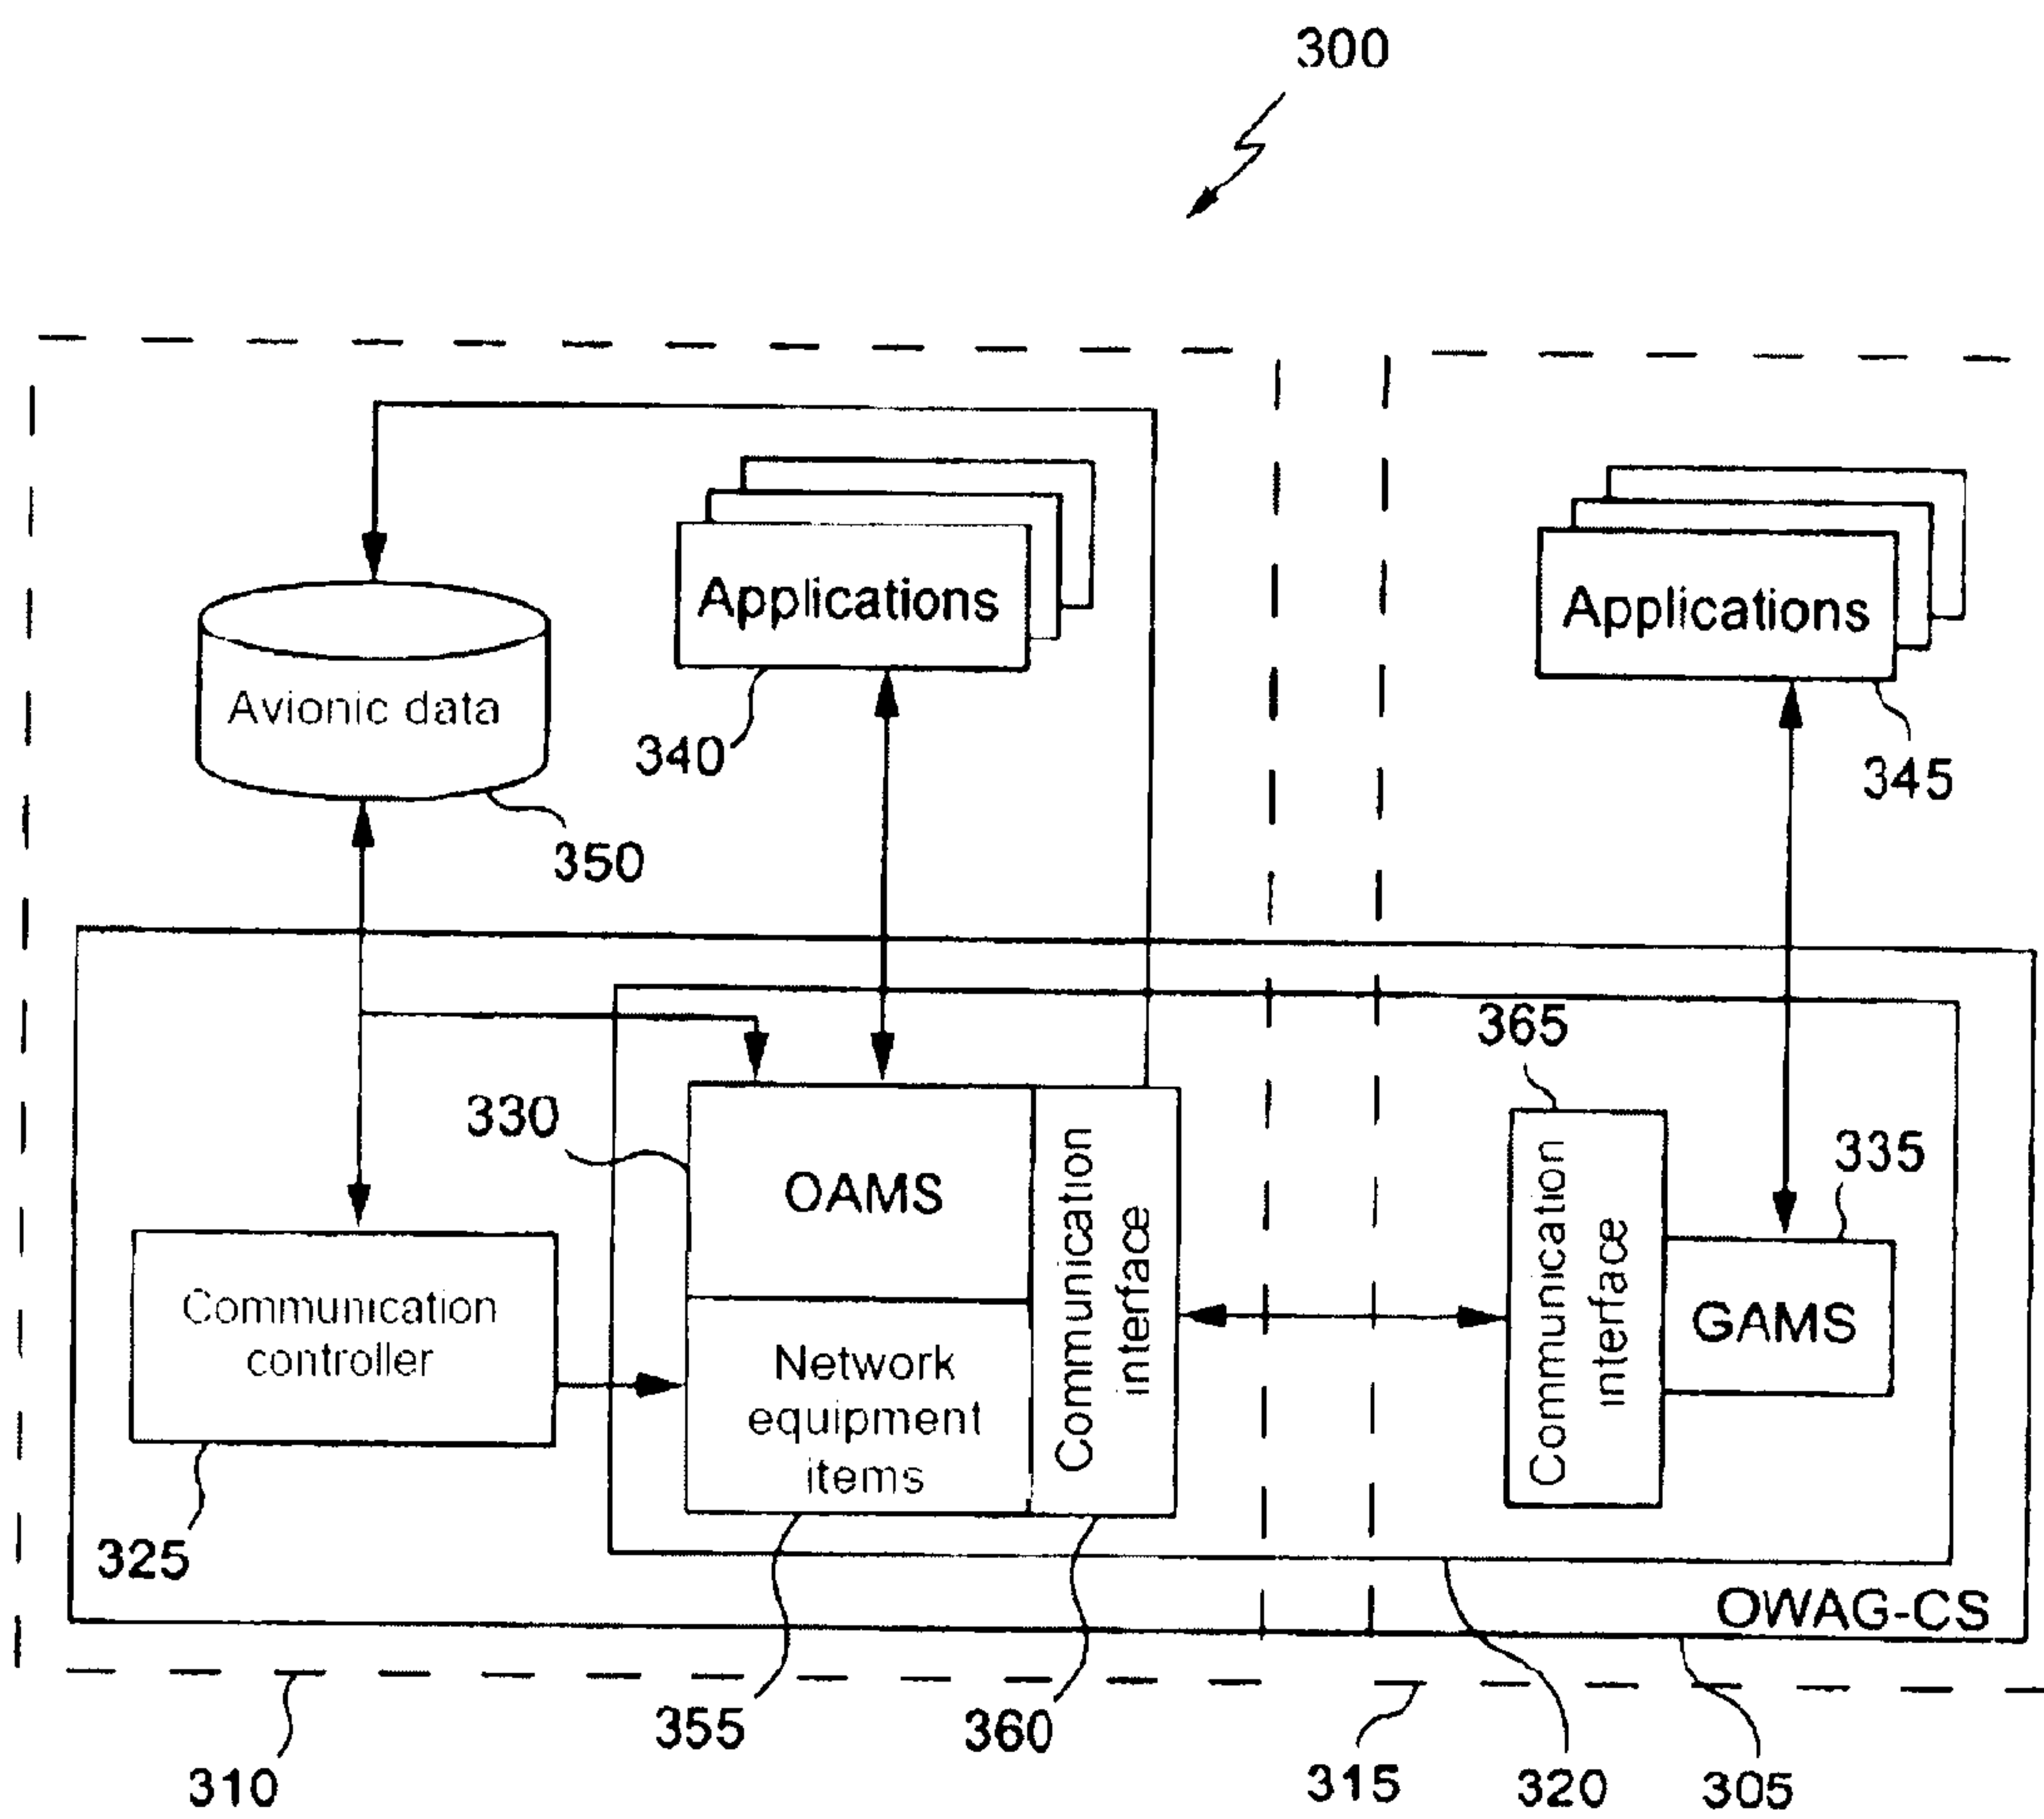 300
Applications
Applications
Avionic data
340
345
350
365
330
335
OAMS
Communication
interface
Communication
interface
GAMS
Communication
controller
Network
equipment
items
325
OWAG-CS
355
360
310
315
320
305